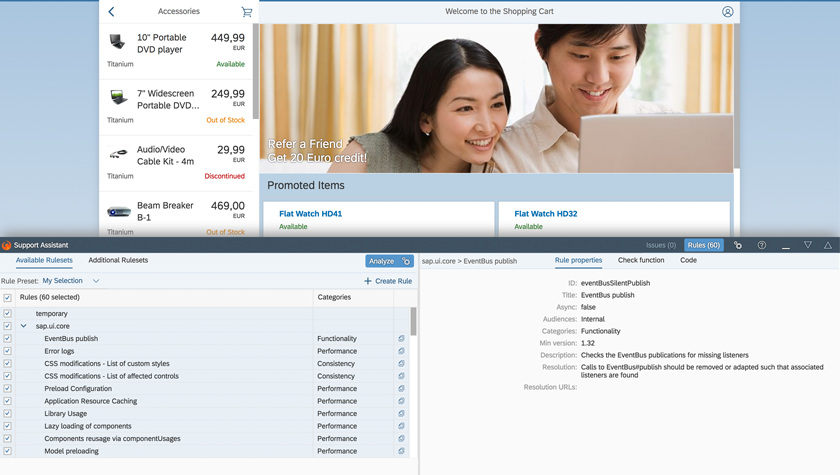 Accessories
Welcome to the Shopping Cart
10" Portable
DVD player
449,99
EUR
Titanium
Available
7" Widescreen
Portable DVD...
249,99
EUR
Titanium
Out of Stock
Audio/Video
Cable Kit - 4m
29,99
EUR
Titanium
Discontinued
Beam Breaker
B-1
469,00
EUR
Titanium
Out of Stock
Refer a Friend
Get 20 Euro credit!
Promoted Items
Flat Watch HD41
Available
Flat Watch HD32
Available
Support Assistant
Issues (0)
Rules (60)
Available Rulesets
Additional Rulesets
Analyze
Rule Preset: My Selection
Create Rule
Rules (60 selected)
Categories
temporary
sap.ui.core
EventBus publish Functionality
Error logs Performance
CSS modifications - List of custom styles Consistency
CSS modifications - List of affected controls Consistency
Preload Configuration Performance
Application Resource Caching Performance
Library Usage Performance
Lazy loading of components Performance
Components reusage via componentUsages Performance
Model preloading Performance
sap.ui.core > EventBus publish
Rule properties
Check function
Code
ID: eventBusSilentPublish
Title: EventBus publish
Async: false
Audiences: Internal
Categories: Functionality
Min version: 1.32
Description: Checks the EventBus publications for missing listeners
Resolution: Calls to EventBus#publish should be removed or adapted such that associated
listeners are found
Resolution URLs: